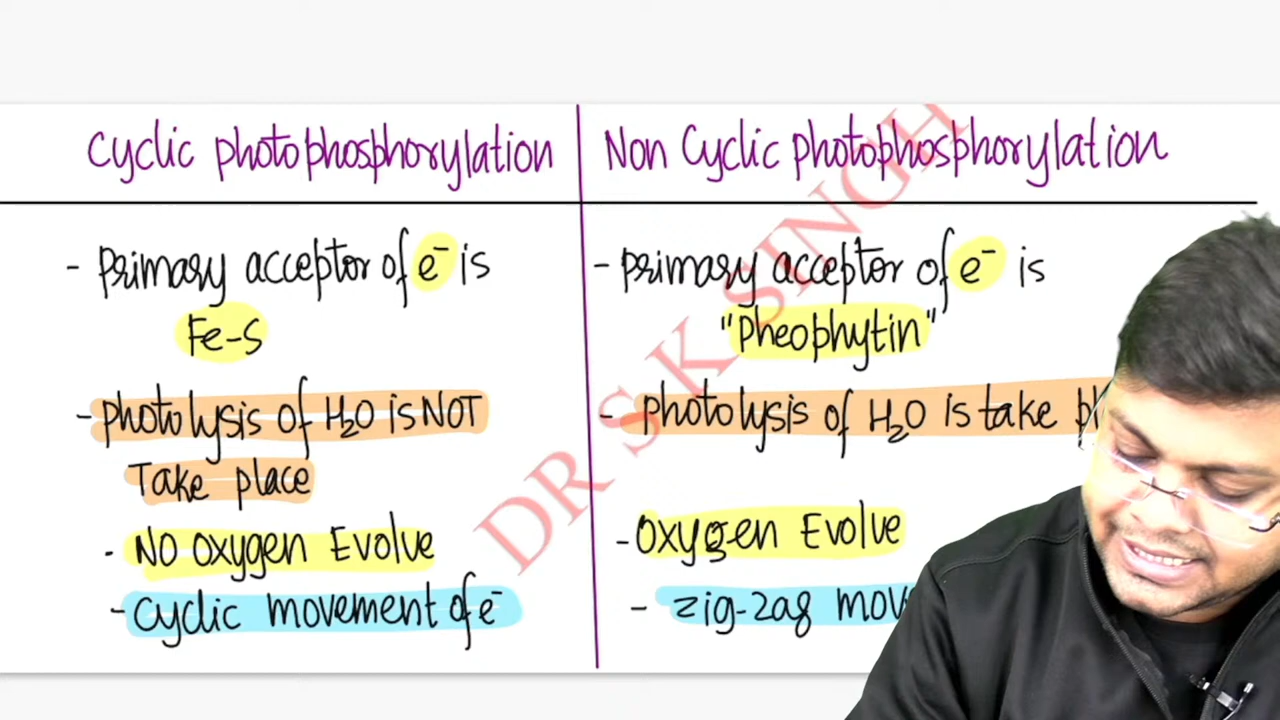 Cyclic photophosphorylation
- Primary acceptor of e⁻ is
Fe-S
- photolysis of H₂O is NOT
Take place
- NO oxygen Evolve
- Cyclic movement of e⁻
Non Cyclic photophosphorylation
- Primary acceptor of e⁻ is
"Pheophytin"
- Photolysis of H₂O is take
- Oxygen Evolve
- zig-zag
DR S K SINGH